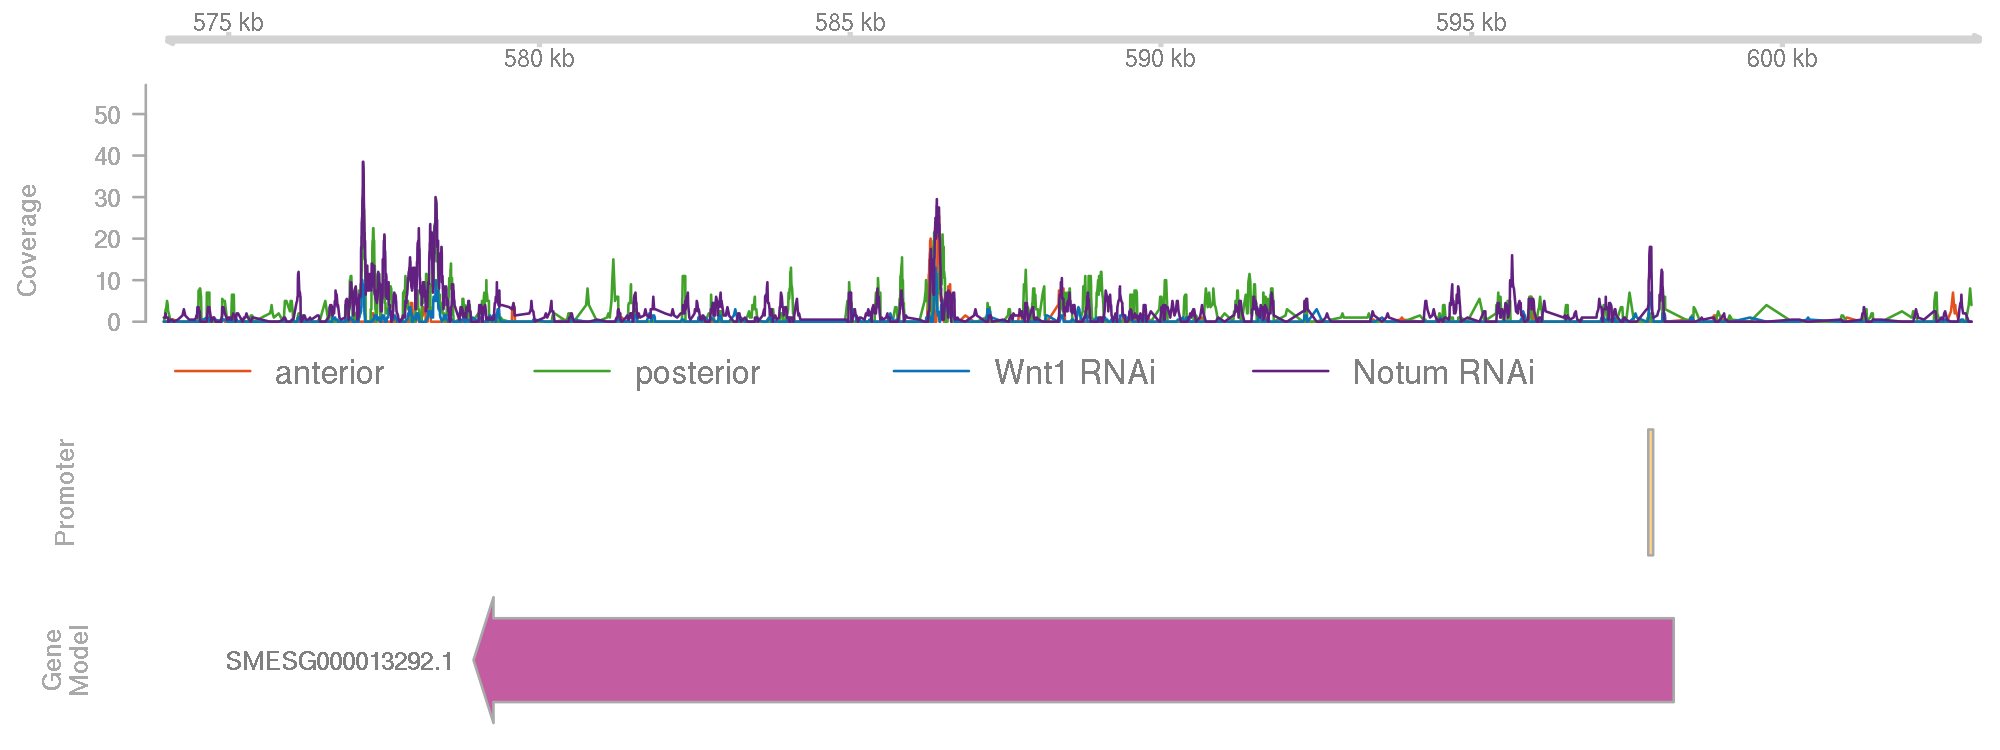 575 kb 585 kb 595 kb
580 kb 590 kb 600 kb
Coverage
50
40
30
20
10
0
anterior posterior Wnt1 RNAi Notum RNAi
Promoter
Gene
Model
SMESG000013292.1